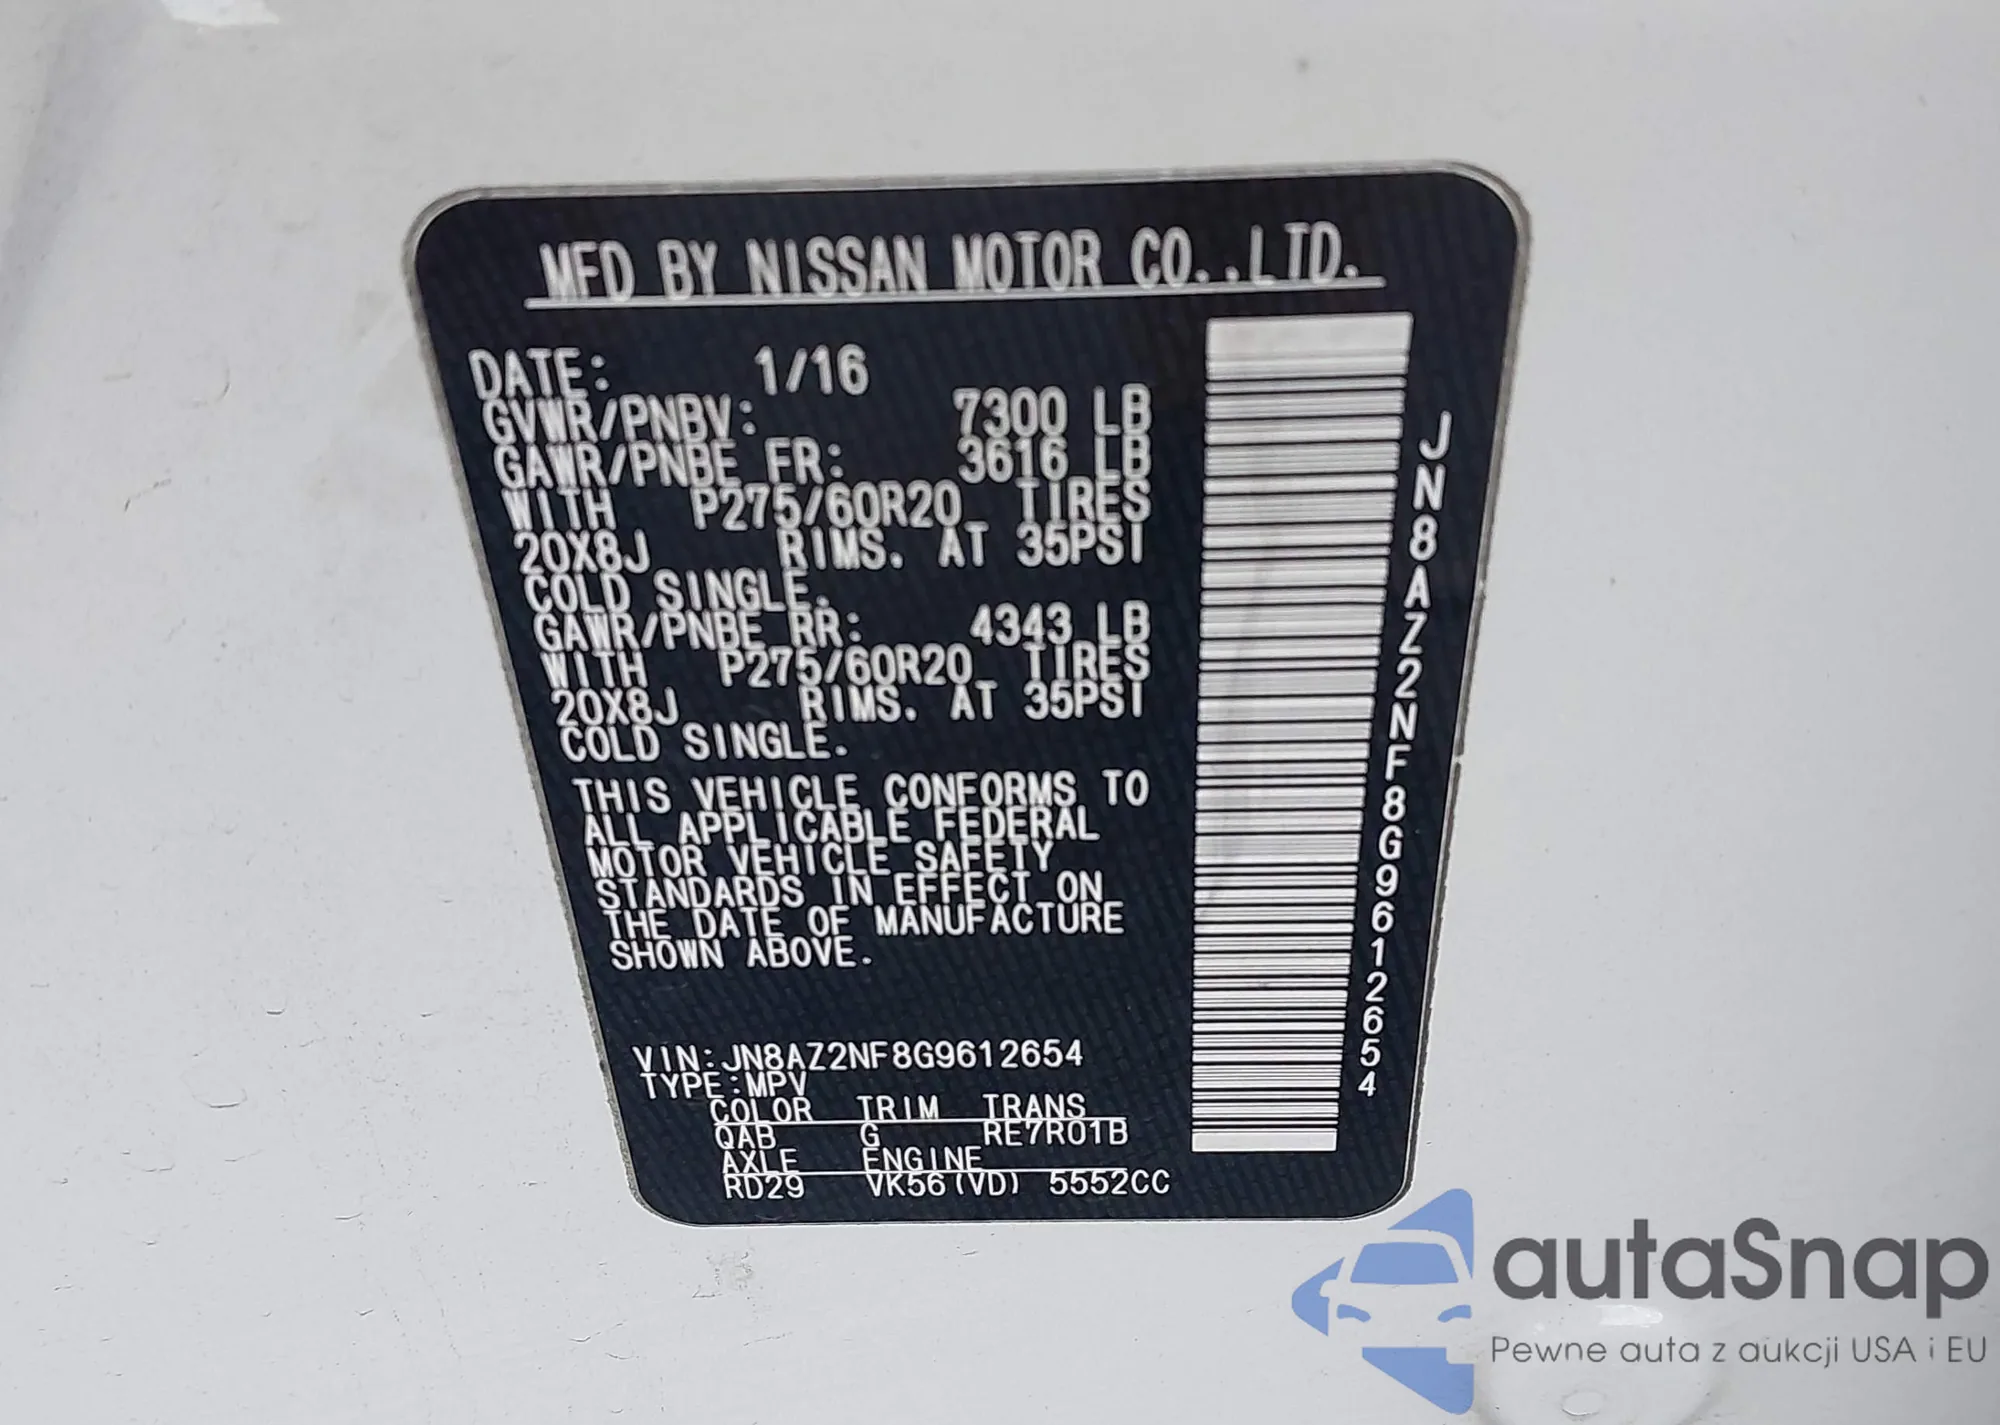 MFD BY NISSAN MOTOR CO.,LTD.
DATE: 1/16
GVWR/PNBV: 7300 LB
GAWR/PNBE FR: 3616 LB
WITH P275/60R20 TIRES
20X8J RIMS. AT 35PSI
COLD SINGLE.
GAWR/PNBE RR: 4343 LB
WITH P275/60R20 TIRES
20X8J RIMS. AT 35PSI
COLD SINGLE.
THIS VEHICLE CONFORMS TO
ALL APPLICABLE FEDERAL
MOTOR VEHICLE SAFETY
STANDARDS IN EFFECT ON
THE DATE OF MANUFACTURE
SHOWN ABOVE.
VIN:JN8AZ2NF8G9612654
TYPE:MPV
COLOR TRIM TRANS
QAB G RE7R01B
AXLE ENGINE
RD29 VK56(VD) 5552CC
JN8AZ2NF8G9612654
autaSnap
Pewne auta z aukcji USA i EU